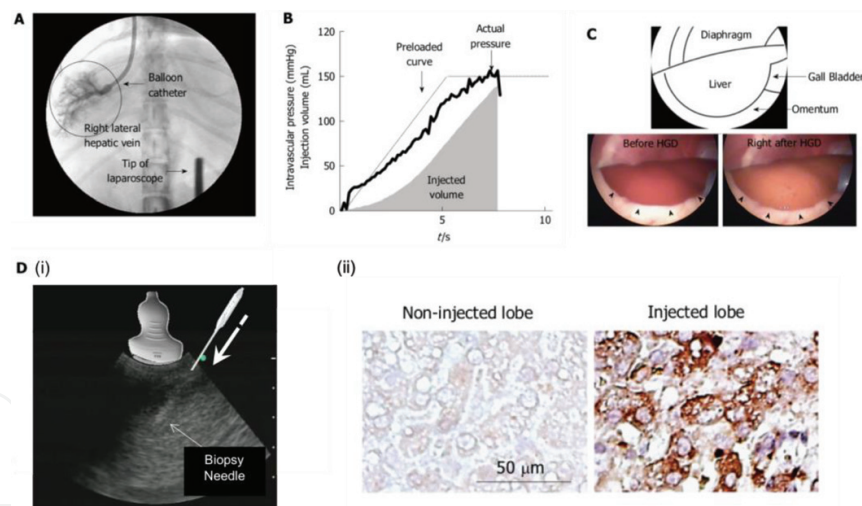 A
Balloon
catheter
Right lateral
hepatic vein
Tip of
laparoscope
B
Intravascular pressure (mmHg)
Injection volume (mL)
200
150
100
50
0
5
10
t/s
Preloaded
curve
Actual
pressure
Injected
volume
C
Diaphragm
Liver
Gall Bladder
Omentum
Before HGD
Right after HGD
D (i)
Biopsy
Needle
(ii)
Non-injected lobe
Injected lobe
50 μm